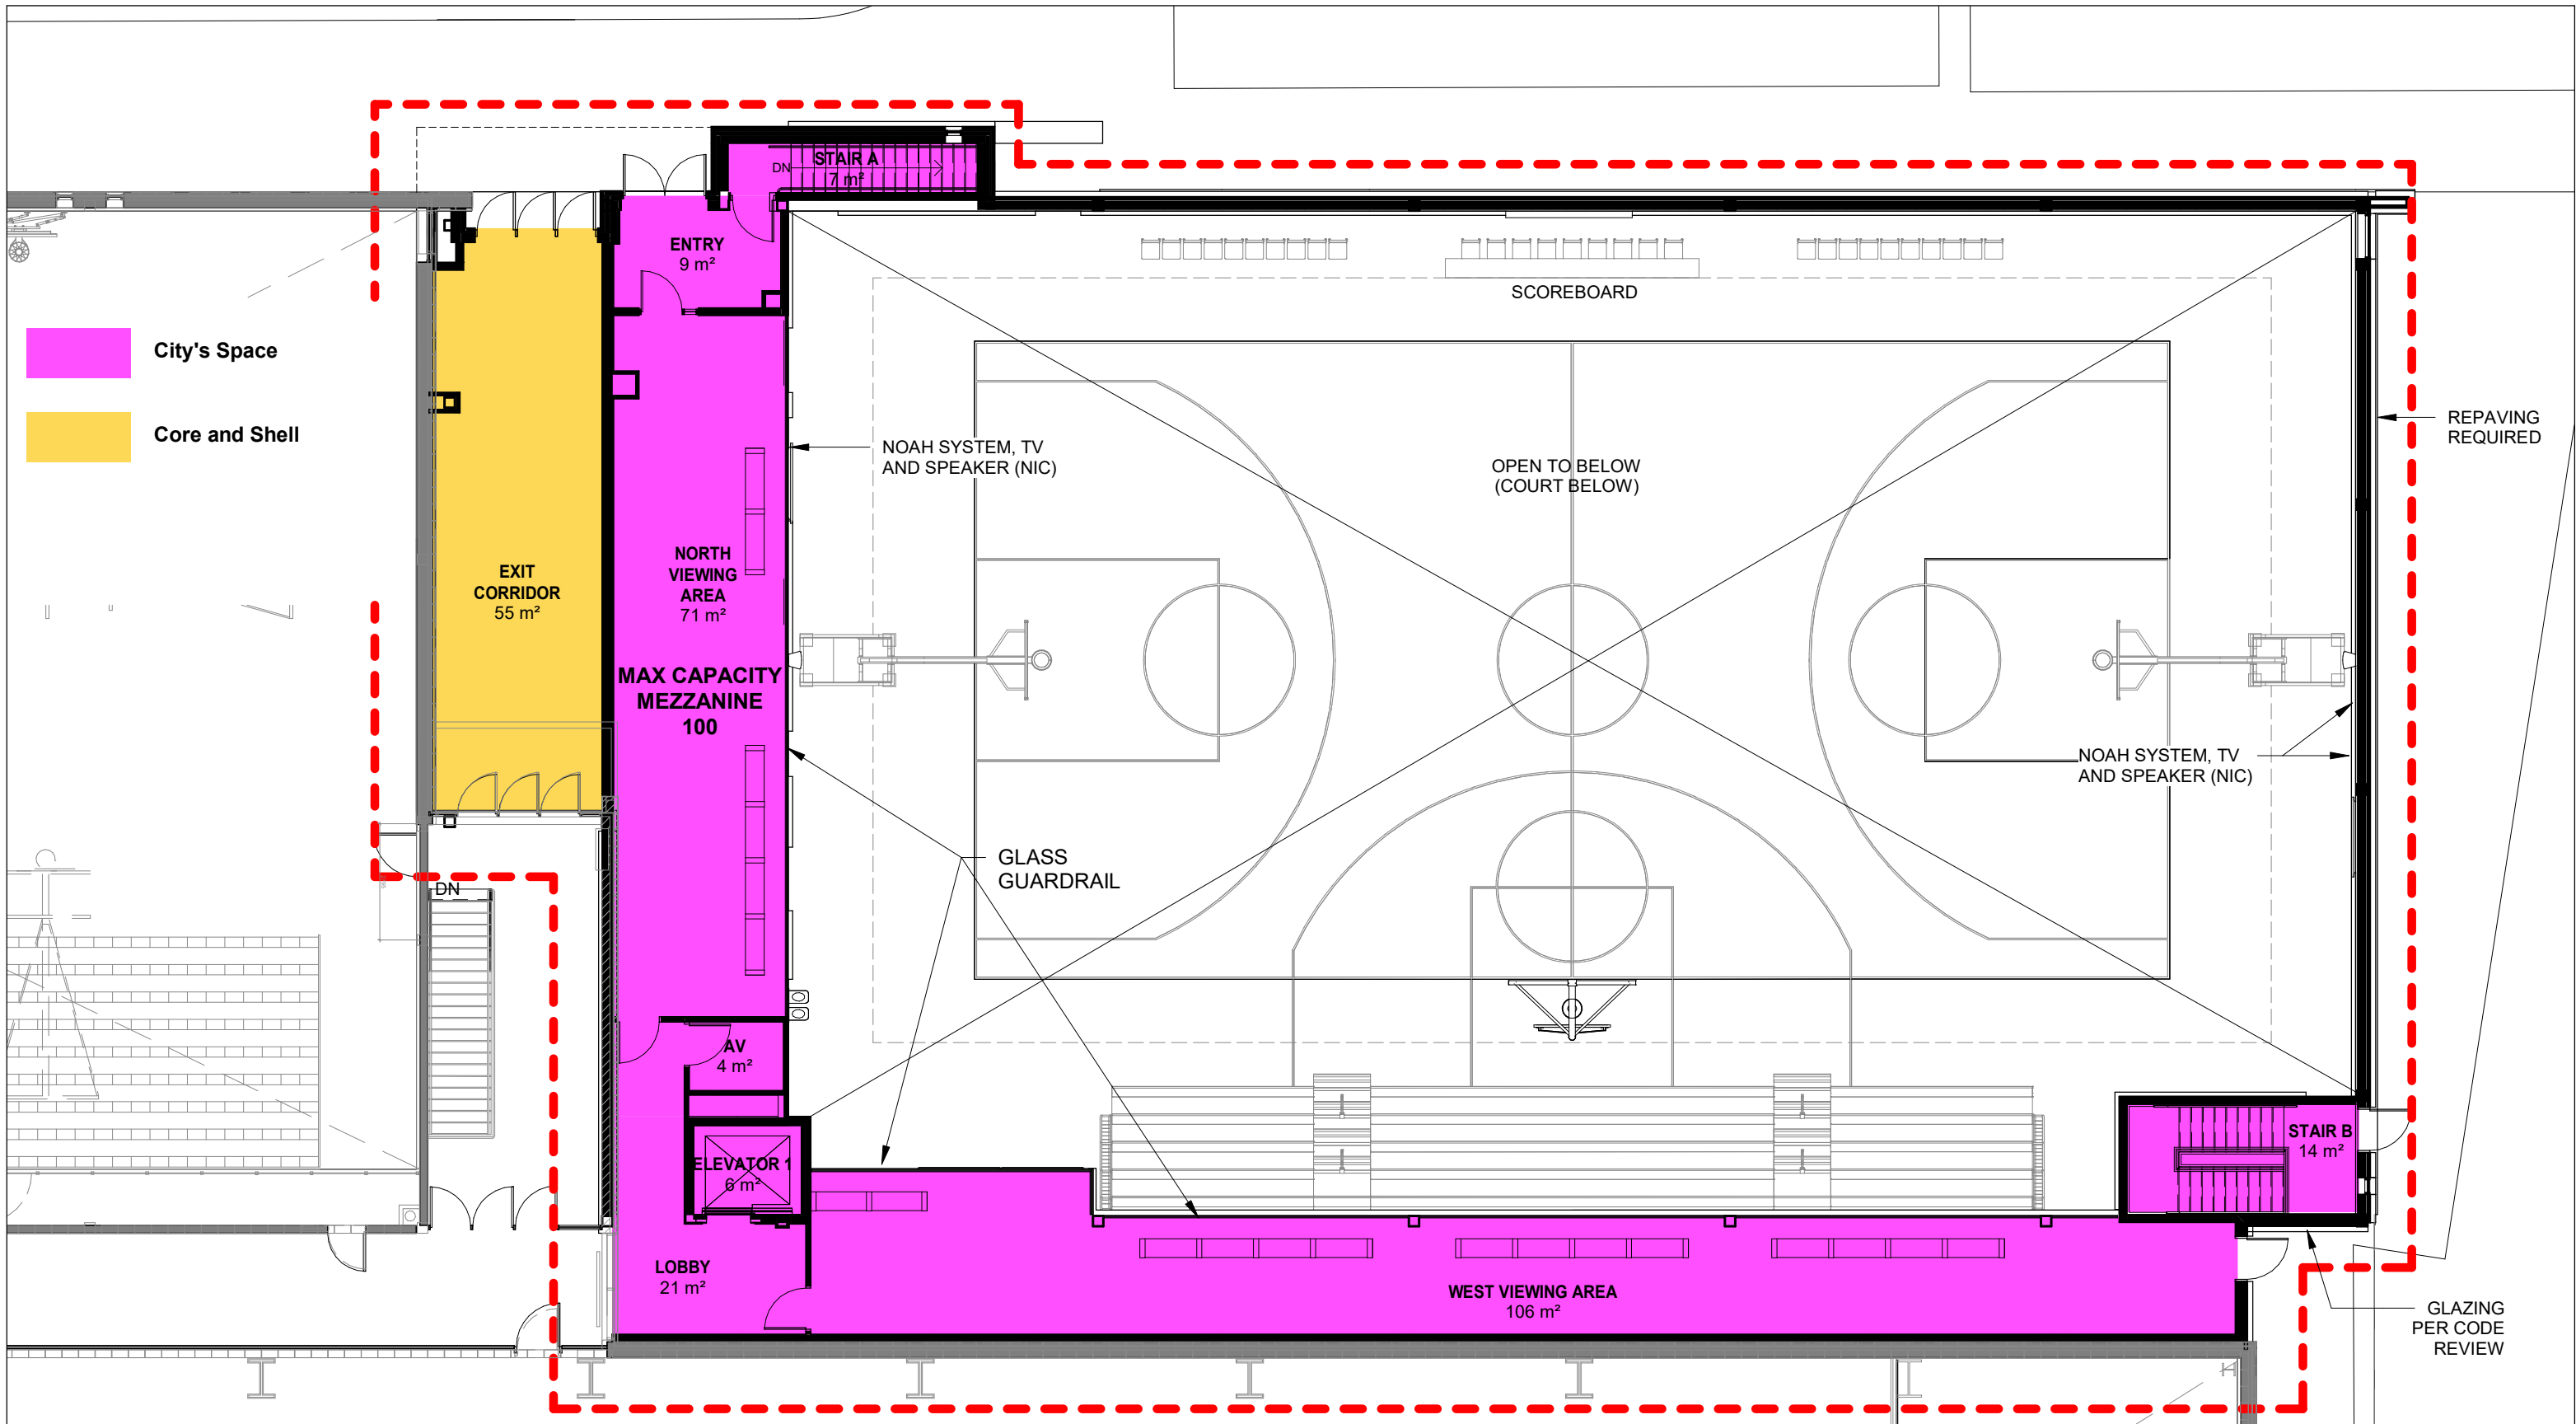 STAIR A
DN
7 m²
ENTRY
9 m²
SCOREBOARD
City's Space
Core and Shell
REPAVING
REQUIRED
NOAH SYSTEM, TV
AND SPEAKER (NIC)
OPEN TO BELOW
(COURT BELOW)
EXIT
CORRIDOR
55 m²
NORTH
VIEWING
AREA
71 m²
MAX CAPACITY
MEZZANINE
100
NOAH SYSTEM, TV
AND SPEAKER (NIC)
GLASS
GUARDRAIL
DN
AV
4 m²
ELEVATOR 1
6 m²
STAIR B
14 m²
LOBBY
21 m²
WEST VIEWING AREA
106 m²
GLAZING
PER CODE
REVIEW